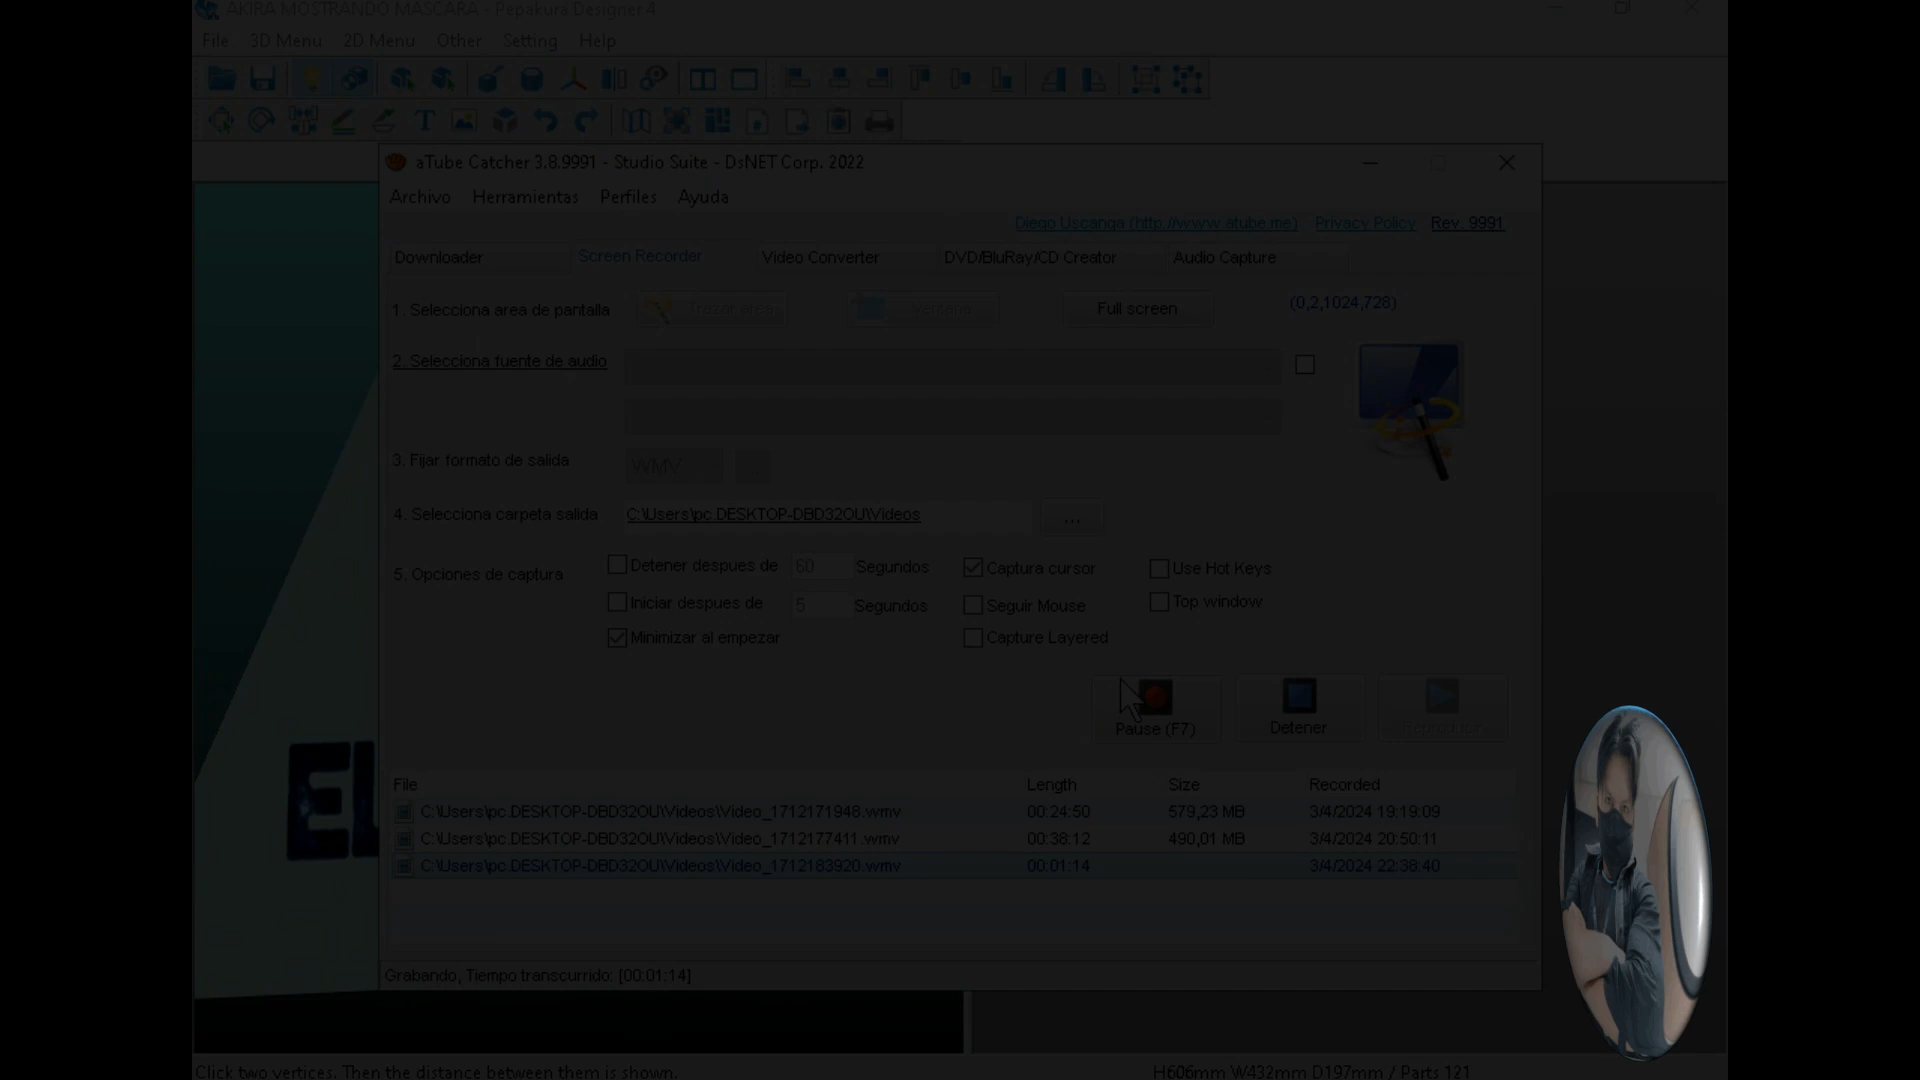 AKIRA MOSTRANDO MASCARA - Pepakura Designer 4
File 3D Menu 2D Menu Other Setting Help
aTube Catcher 3.8.9991 - Studio Suite - DsNET Corp. 2022
Archivo Herramientas Perfiles Ayuda
Diego Uscanga (http://www.atube.me) Privacy Policy Rev. 9991
Downloader Screen Recorder Video Converter DVD/BluRay/CD Creator Audio Capture
1. Selecciona area de pantalla Trazar area Ventana Full screen (0,2,1024,728)
2. Selecciona fuente de audio
3. Fijar formato de salida WMV
4. Selecciona carpeta salida C:\Users\pc.DESKTOP-DBD32OU\Videos ...
5. Opciones de captura
Detener despues de 60 Segundos Captura cursor Use Hot Keys
Iniciar despues de 5 Segundos Seguir Mouse Top window
Minimizar al empezar Capture Layered
Pause (F7) Detener Reproducir
EL
File Length Size Recorded
C:\Users\pc.DESKTOP-DBD32OU\Videos\Video_1712171948.wmv 00:24:50 579,23 MB 3/4/2024 19:19:09
C:\Users\pc.DESKTOP-DBD32OU\Videos\Video_1712177411.wmv 00:38:12 490,01 MB 3/4/2024 20:50:11
C:\Users\pc.DESKTOP-DBD32OU\Videos\Video_1712183920.wmv 00:01:14 3/4/2024 22:38:40
Grabando, Tiempo transcurrido: [00:01:14]
Click two vertices. Then the distance between them is shown. H606mm W432mm D197mm / Parts 121